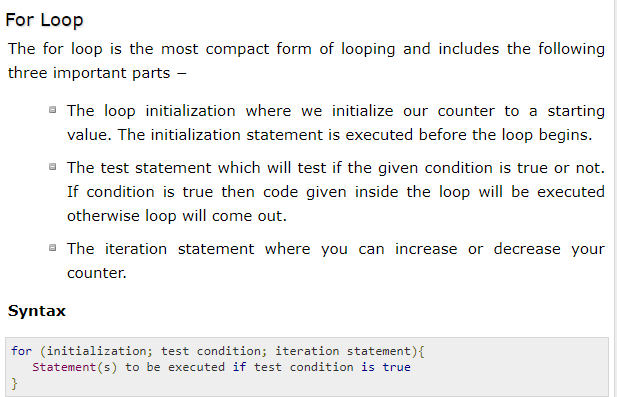 For Loop
The for loop is the most compact form of looping and includes the following
three important parts −
The loop initialization where we initialize our counter to a starting
value. The initialization statement is executed before the loop begins.
The test statement which will test if the given condition is true or not.
If condition is true then code given inside the loop will be executed
otherwise loop will come out.
The iteration statement where you can increase or decrease your
counter.
Syntax
for (initialization; test condition; iteration statement){
   Statement(s) to be executed if test condition is true
}